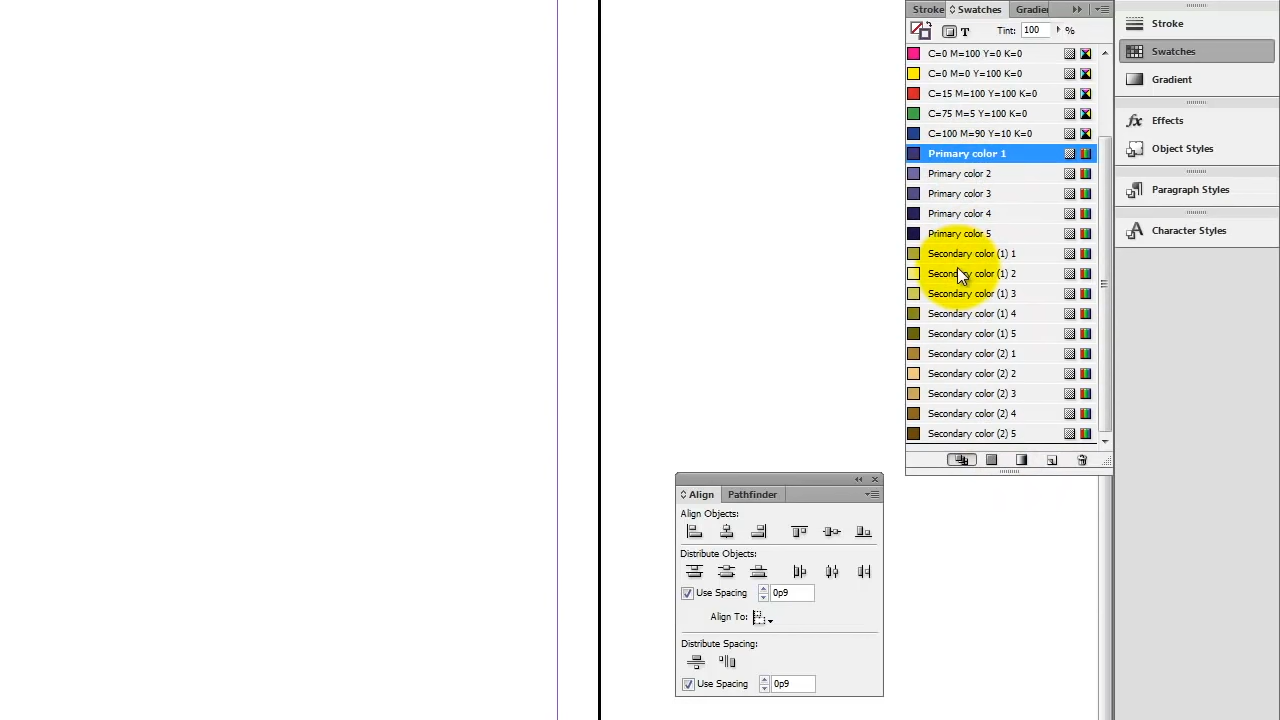 Stroke Swatches Gradier
T Tint: 100 %
C=0 M=100 Y=0 K=0
C=0 M=0 Y=100 K=0
C=15 M=100 Y=100 K=0
C=75 M=5 Y=100 K=0
C=100 M=90 Y=10 K=0
Primary color 1
Primary color 2
Primary color 3
Primary color 4
Primary color 5
Secondary color (1) 1
Secondary color (1) 2
Secondary color (1) 3
Secondary color (1) 4
Secondary color (1) 5
Secondary color (2) 1
Secondary color (2) 2
Secondary color (2) 3
Secondary color (2) 4
Secondary color (2) 5
Stroke
Swatches
Gradient
fx Effects
Object Styles
Paragraph Styles
A Character Styles
Align Pathfinder
Align Objects:
Distribute Objects:
Use Spacing 0p9
Align To:
Distribute Spacing:
Use Spacing 0p9